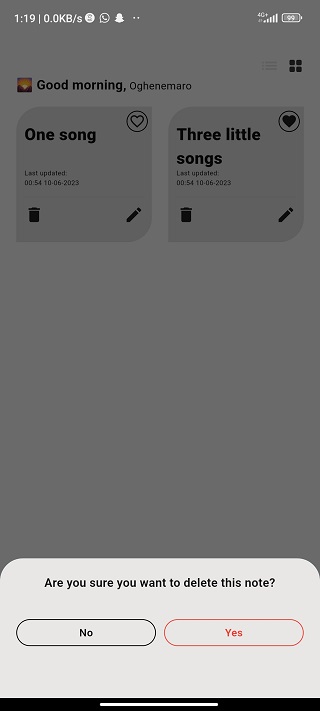 1:19 | 0.0KB/s
4G+
99
Good morning, Oghenemaro
One song
Last updated:
00:54 10-06-2023
Three little
songs
Last updated:
00:54 10-06-2023
Are you sure you want to delete this note?
No
Yes